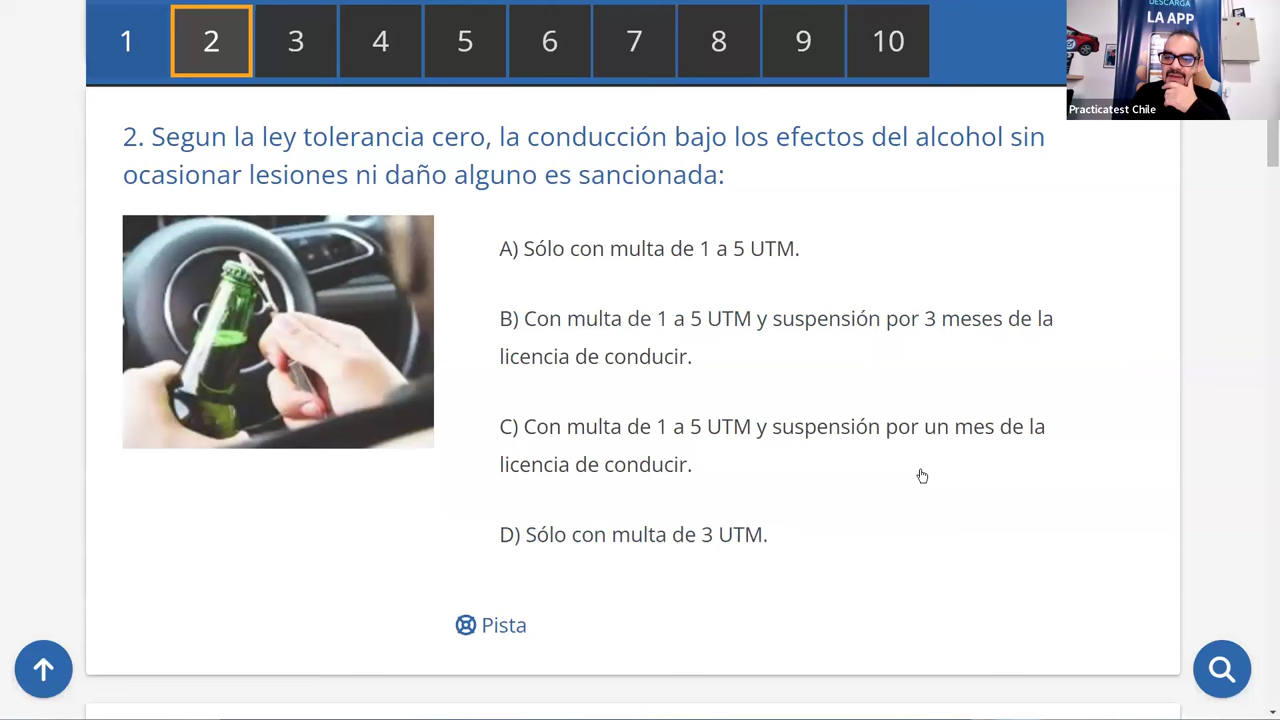 1 2 3 4 5 6 7 8 9 10
DESCARGA
LA APP
Practicatest Chile
2. Segun la ley tolerancia cero, la conducción bajo los efectos del alcohol sin
ocasionar lesiones ni daño alguno es sancionada:
A) Sólo con multa de 1 a 5 UTM.
B) Con multa de 1 a 5 UTM y suspensión por 3 meses de la
licencia de conducir.
C) Con multa de 1 a 5 UTM y suspensión por un mes de la
licencia de conducir.
D) Sólo con multa de 3 UTM.
Pista